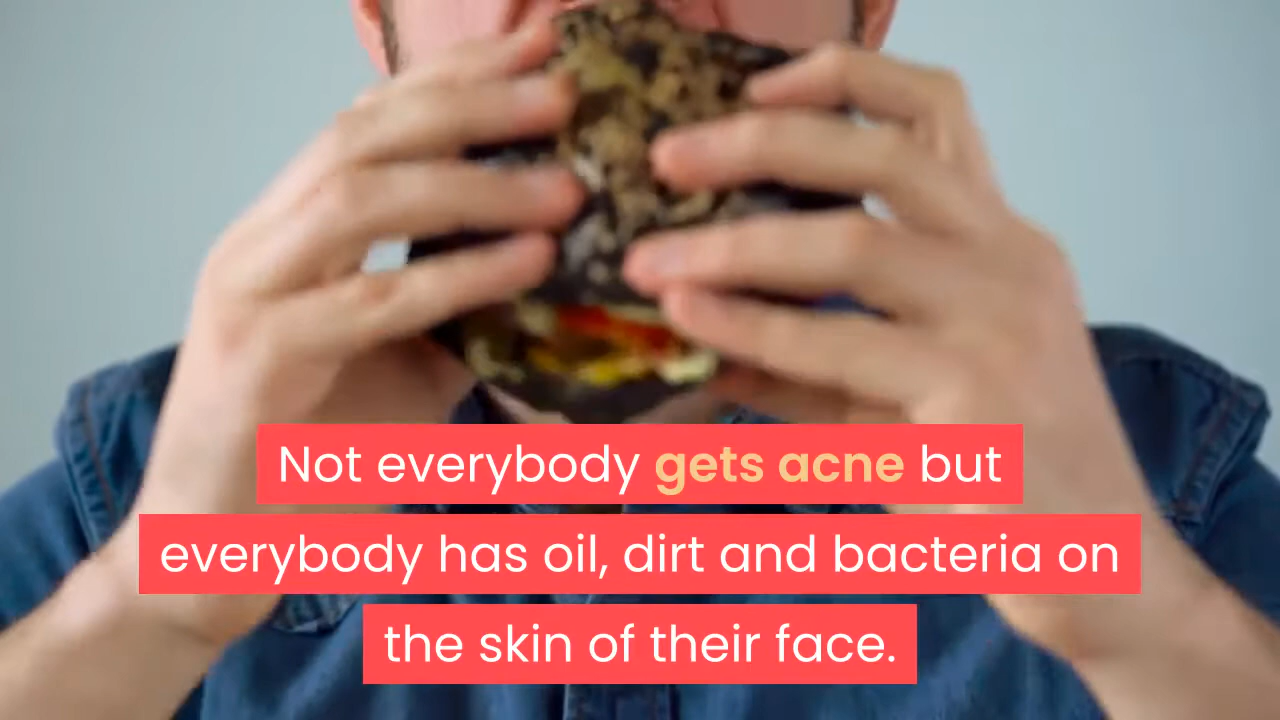 Not everybody gets acne but
everybody has oil, dirt and bacteria on
the skin of their face.